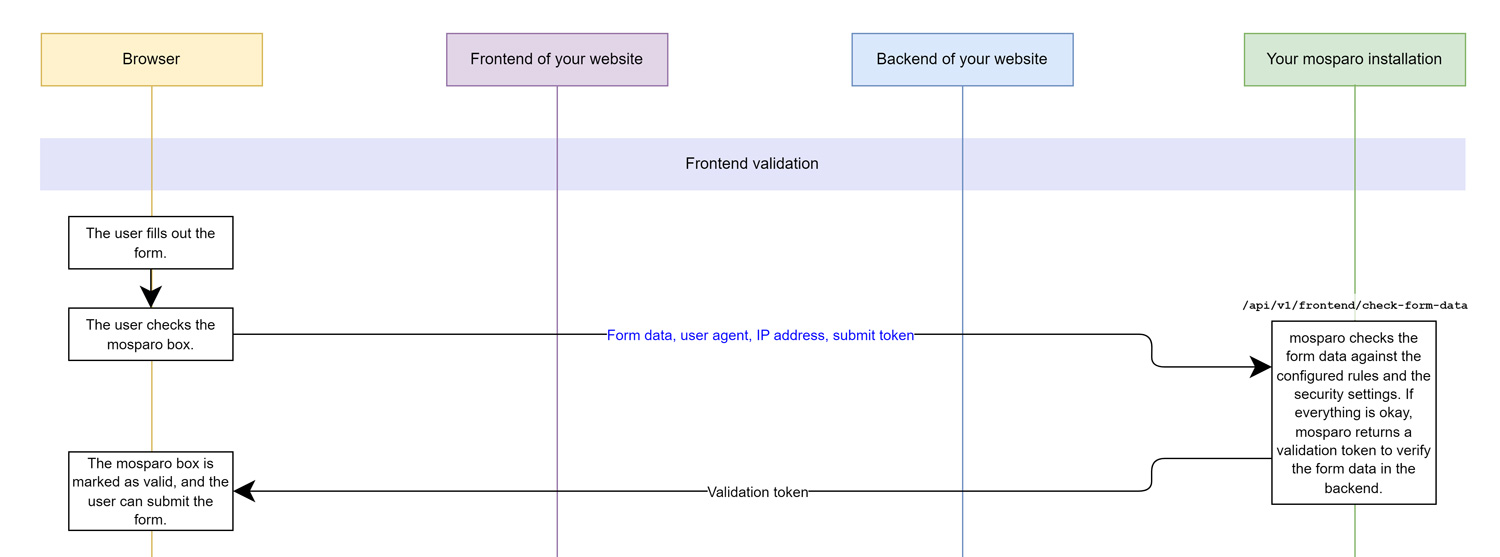 Browser
Frontend of your website
Backend of your website
Your mosparo installation
Frontend validation
The user fills out the
form.
/api/v1/frontend/check-form-data
The user checks the
mosparo box.
Form data, user agent, IP address, submit token
mosparo checks the
form data against the
configured rules and the
security settings. If
everything is okay,
mosparo returns a
validation token to verify
the form data in the
backend.
The mosparo box is
marked as valid, and the
user can submit the
form.
Validation token